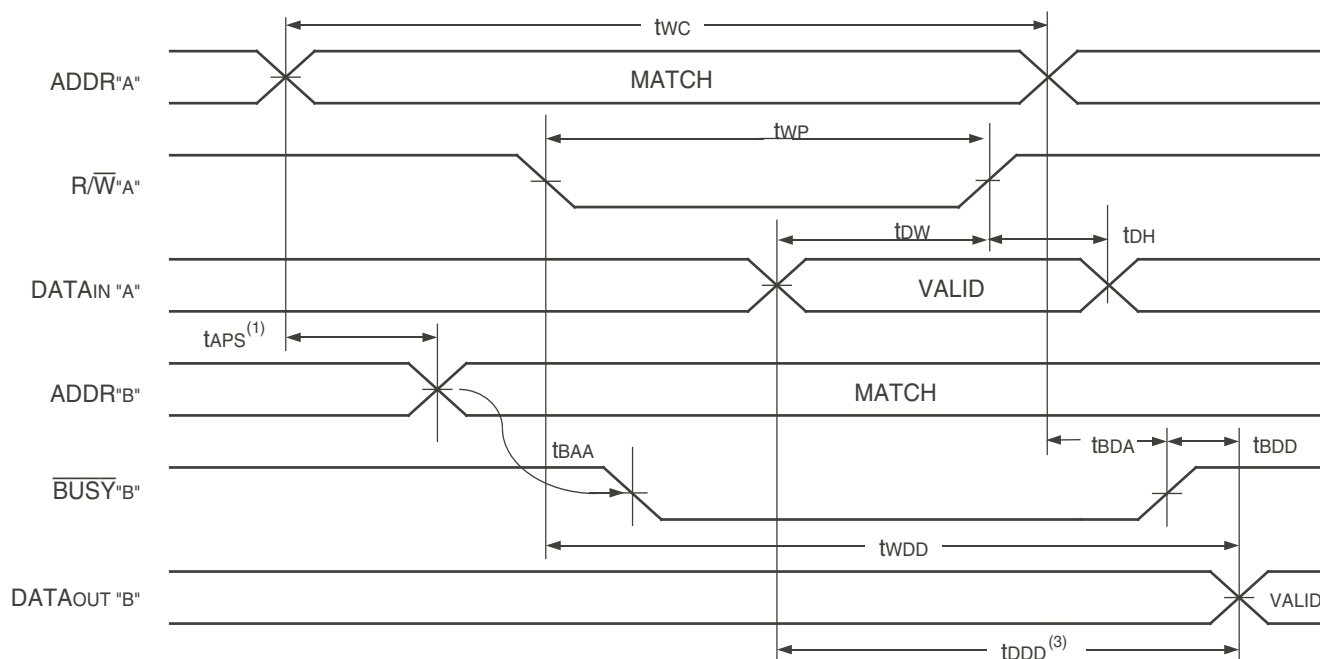 tWC
ADDR"A" MATCH
tWP
R/W"A"
tDW tDH
DATAIN "A" VALID
tAPS(1)
ADDR"B" MATCH
tBAA tBDA tBDD
BUSY"B"
tWDD
DATAOUT "B" VALID
tDDD(3)